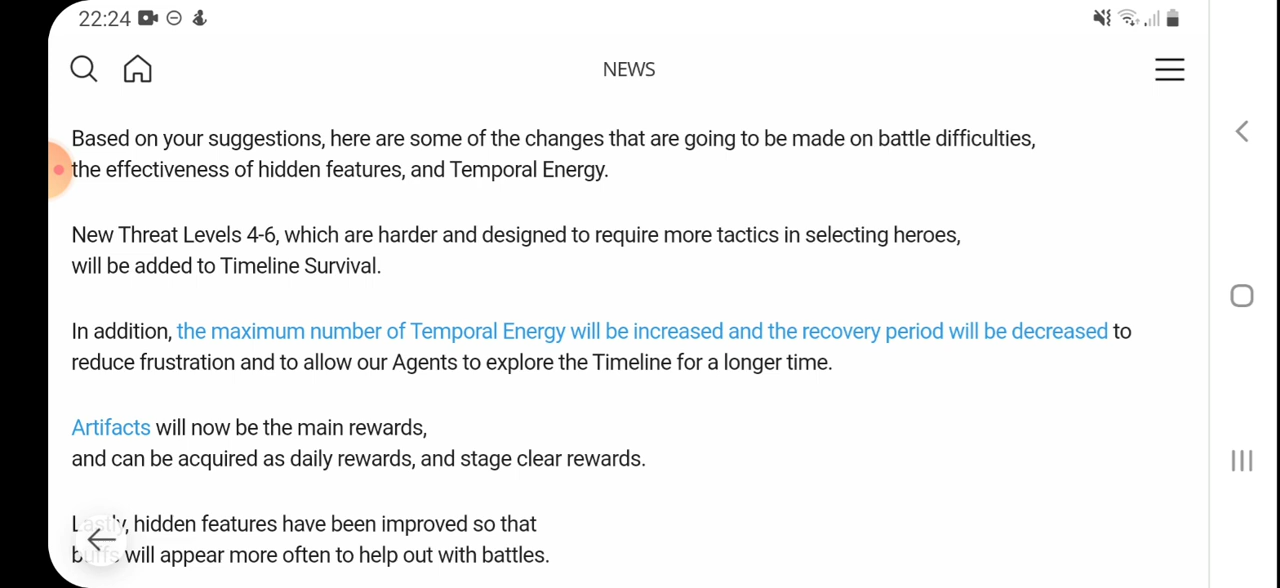 22:24
NEWS
Based on your suggestions, here are some of the changes that are going to be made on battle difficulties,
the effectiveness of hidden features, and Temporal Energy.
New Threat Levels 4-6, which are harder and designed to require more tactics in selecting heroes,
will be added to Timeline Survival.
In addition, the maximum number of Temporal Energy will be increased and the recovery period will be decreased to
reduce frustration and to allow our Agents to explore the Timeline for a longer time.
Artifacts will now be the main rewards,
and can be acquired as daily rewards, and stage clear rewards.
Lastly, hidden features have been improved so that
buffs will appear more often to help out with battles.